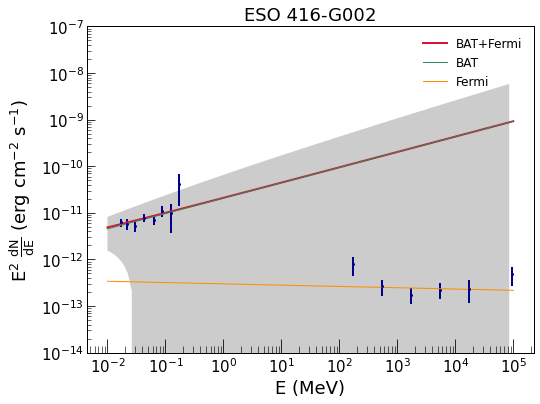 ESO 416-G002
10⁻⁷
10⁻⁸
10⁻⁹
10⁻¹⁰
10⁻¹¹
10⁻¹²
10⁻¹³
10⁻¹⁴
E² dN/dE (erg cm⁻² s⁻¹)
BAT+Fermi
BAT
Fermi
10⁻² 10⁻¹ 10⁰ 10¹ 10² 10³ 10⁴ 10⁵
E (MeV)